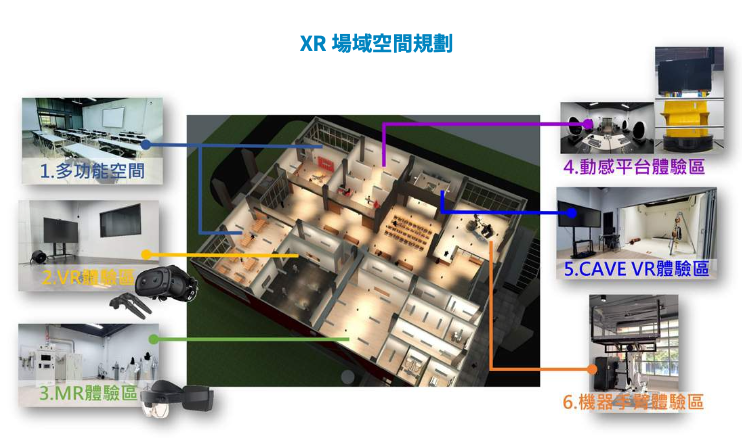 XR 場域空間規劃
1.多功能空間
2.VR體驗區
3.MR體驗區
4.動感平台體驗區
5.CAVE VR體驗區
6.機器手臂體驗區